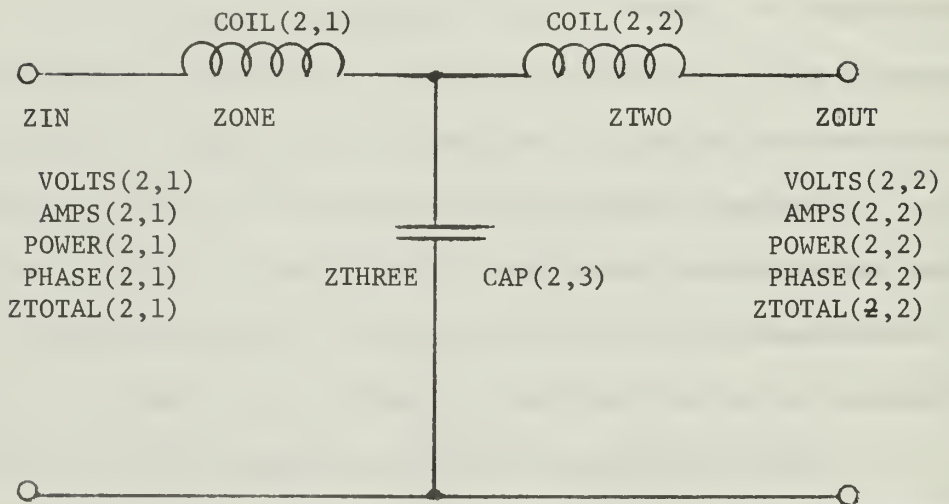 COIL(2,1) COIL(2,2)
ZIN ZONE ZTWO ZOUT
VOLTS(2,1) VOLTS(2,2)
AMPS(2,1) AMPS(2,2)
POWER(2,1) POWER(2,2)
PHASE(2,1) ZTHREE CAP(2,3) PHASE(2,2)
ZTOTAL(2,1) ZTOTAL(2,2)